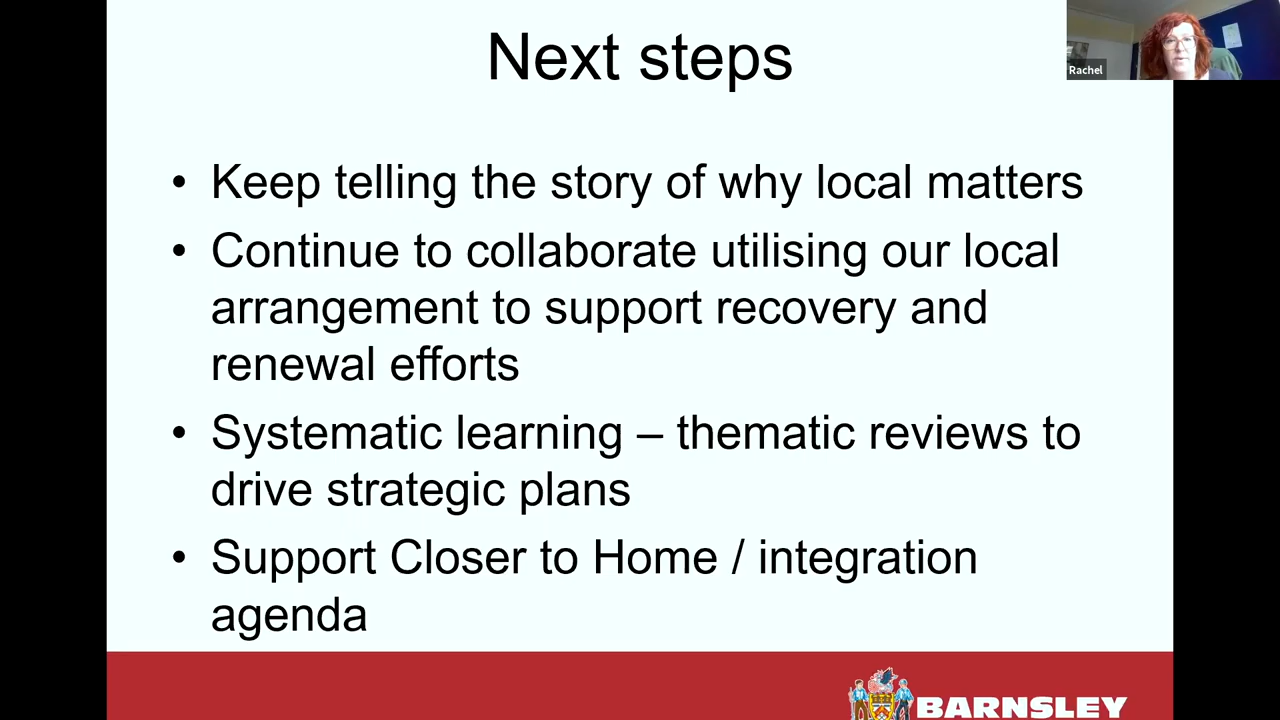 Next steps
Rachel
• Keep telling the story of why local matters
• Continue to collaborate utilising our local
arrangement to support recovery and
renewal efforts
• Systematic learning – thematic reviews to
drive strategic plans
• Support Closer to Home / integration
agenda
BARNSLEY